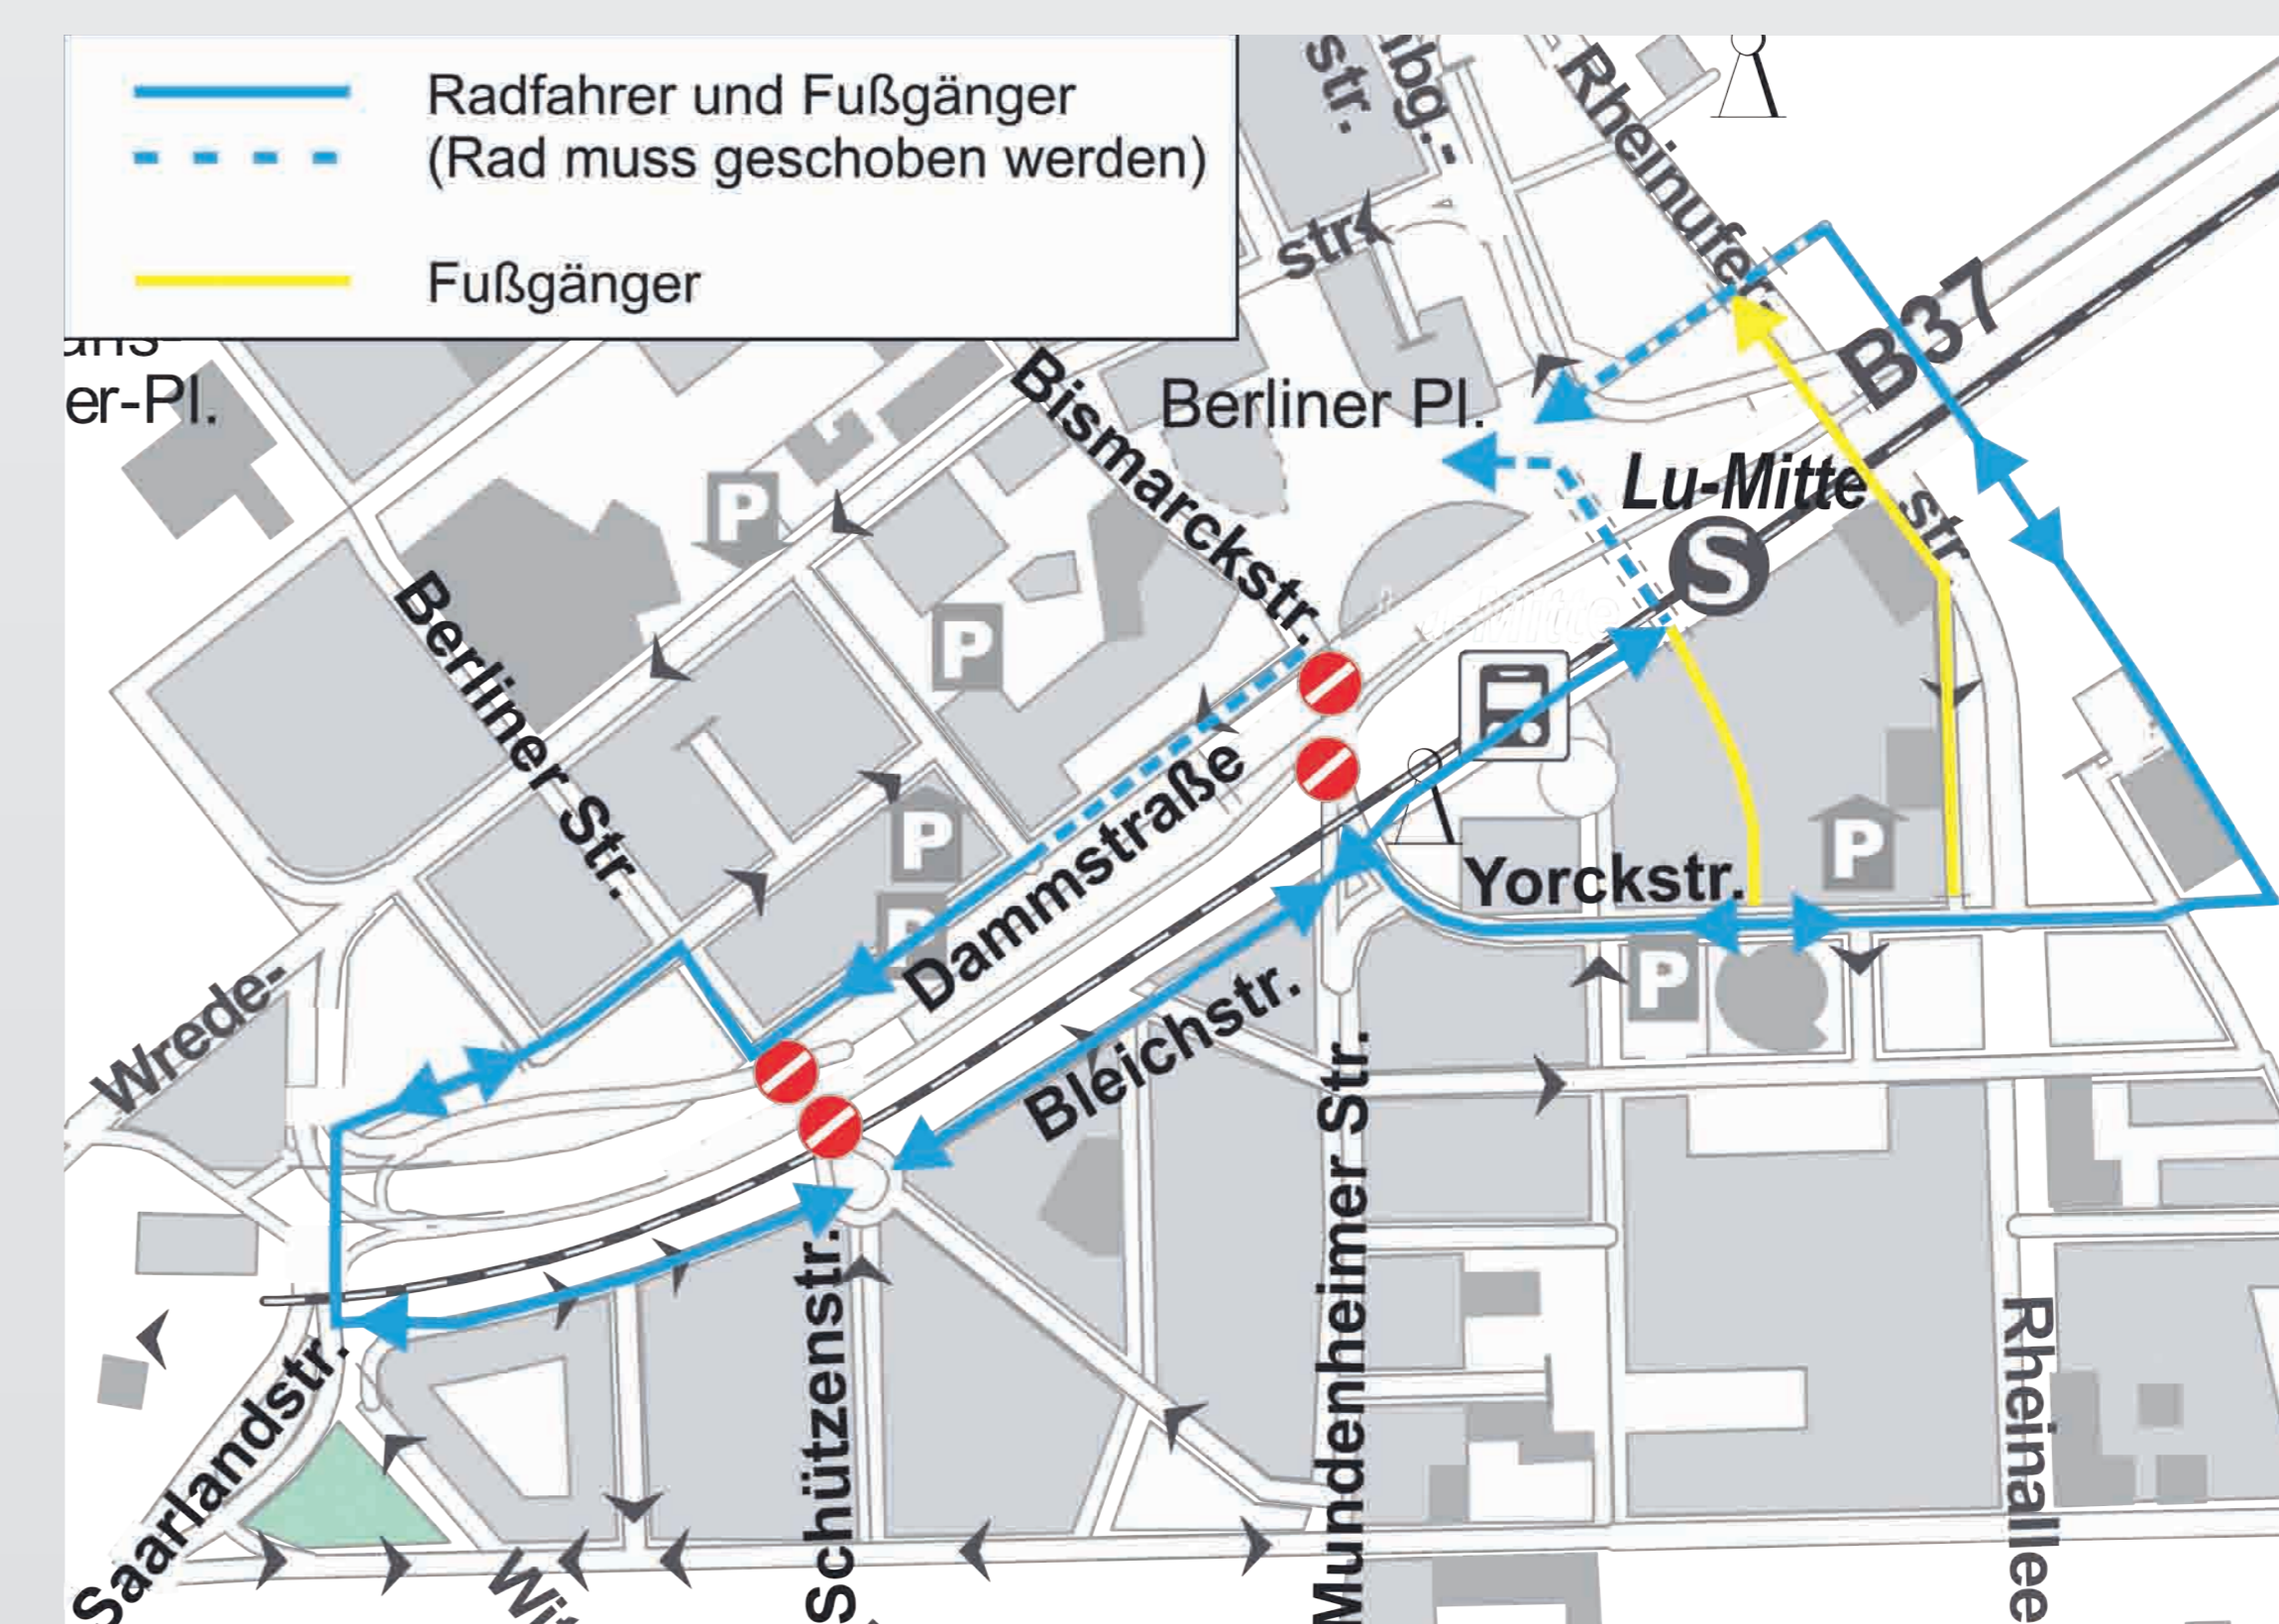 Radfahrer und Fußgänger
(Rad muss geschoben werden)
Fußgänger
er-Pl.
str.
nbg.-
Rheinufer
str.
B37
Bismarckstr.
Berliner Pl.
Lu-Mitte
S
str.
P
P
Berliner Str.
P
P
Dammstraße
Yorckstr.
P
P
Wrede-
Bleichstr.
Mundenheimer Str.
Schützenstr.
Saarlandstr.
Rheinallee